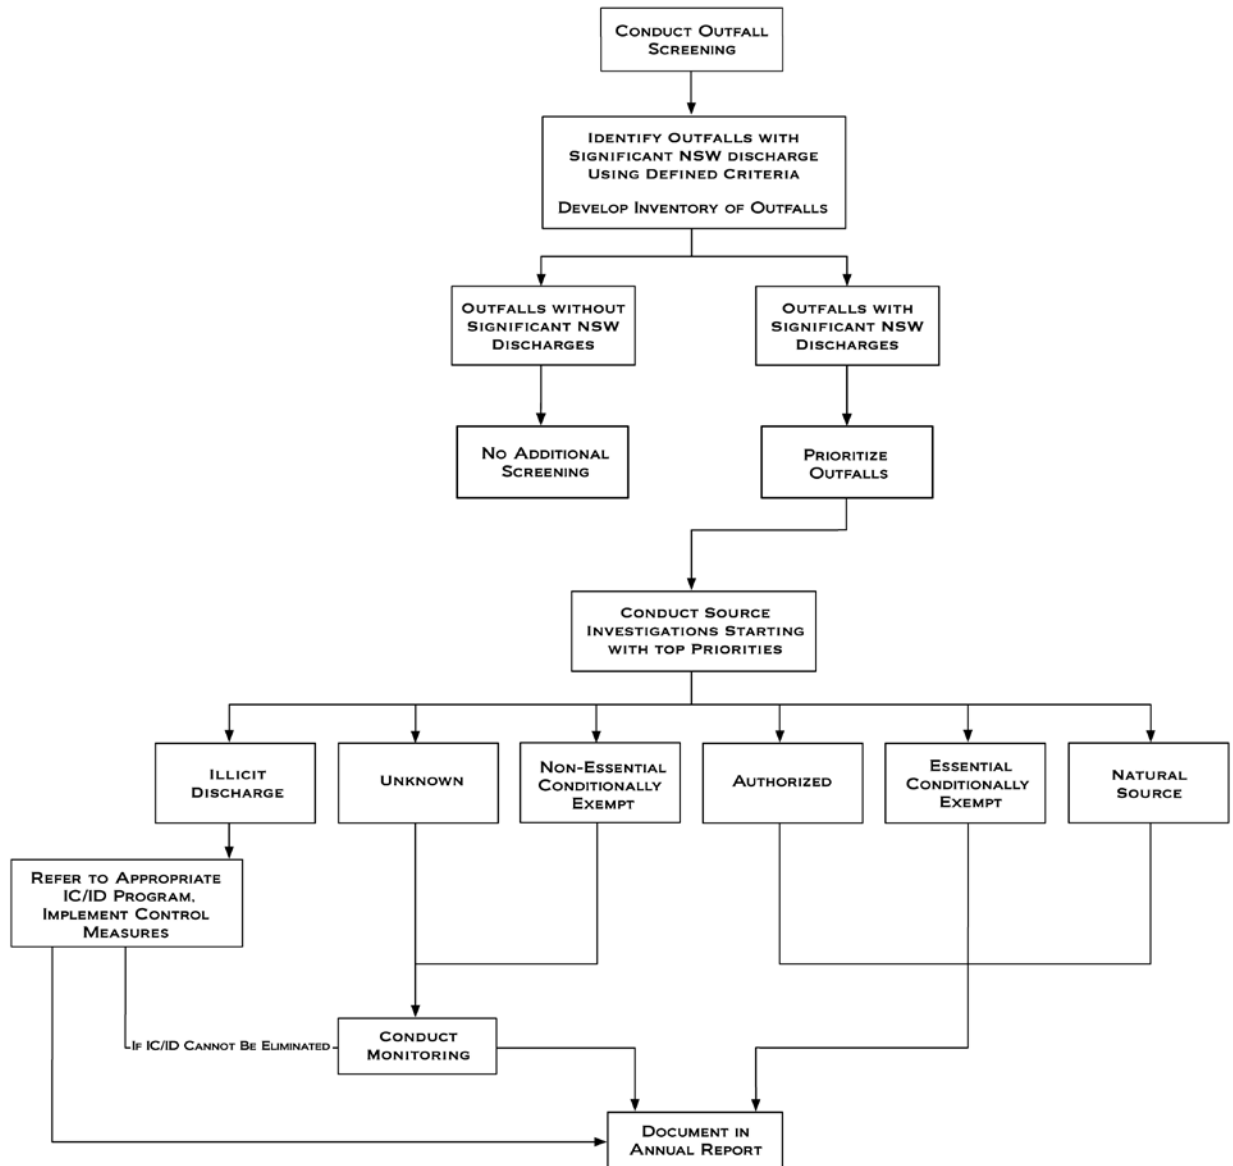 CONDUCT OUTFALL
SCREENING
IDENTIFY OUTFALLS WITH
SIGNIFICANT NSW DISCHARGE
USING DEFINED CRITERIA
DEVELOP INVENTORY OF OUTFALLS
OUTFALLS WITHOUT
SIGNIFICANT NSW
DISCHARGES
OUTFALLS WITH
SIGNIFICANT NSW
DISCHARGES
NO ADDITIONAL
SCREENING
PRIORITIZE
OUTFALLS
CONDUCT SOURCE
INVESTIGATIONS STARTING
WITH TOP PRIORITIES
ILLICIT
DISCHARGE
UNKNOWN
NON-ESSENTIAL
CONDITIONALLY
EXEMPT
AUTHORIZED
ESSENTIAL
CONDITIONALLY
EXEMPT
NATURAL
SOURCE
REFER TO APPROPRIATE
IC/ID PROGRAM,
IMPLEMENT CONTROL
MEASURES
IF IC/ID CANNOT BE ELIMINATED
CONDUCT
MONITORING
DOCUMENT IN
ANNUAL REPORT